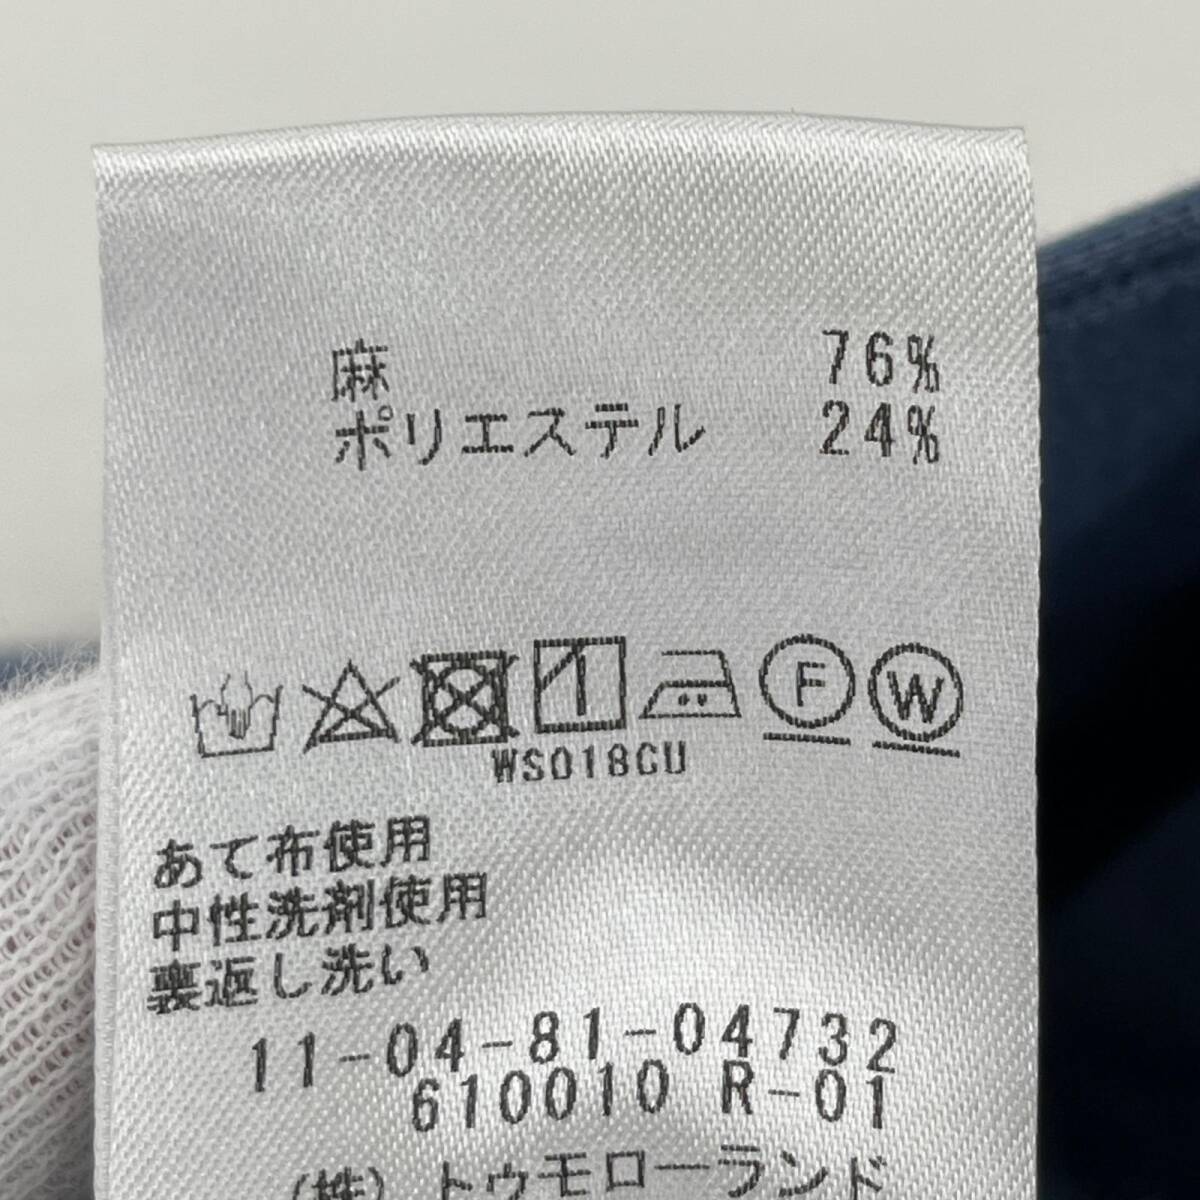 麻 76%
ポリエステル 24%
F W
WS018CU
あて布使用
中性洗剤使用
裏返し洗い
11-04-81-04732
610010 R-01
(株)トゥモローランド